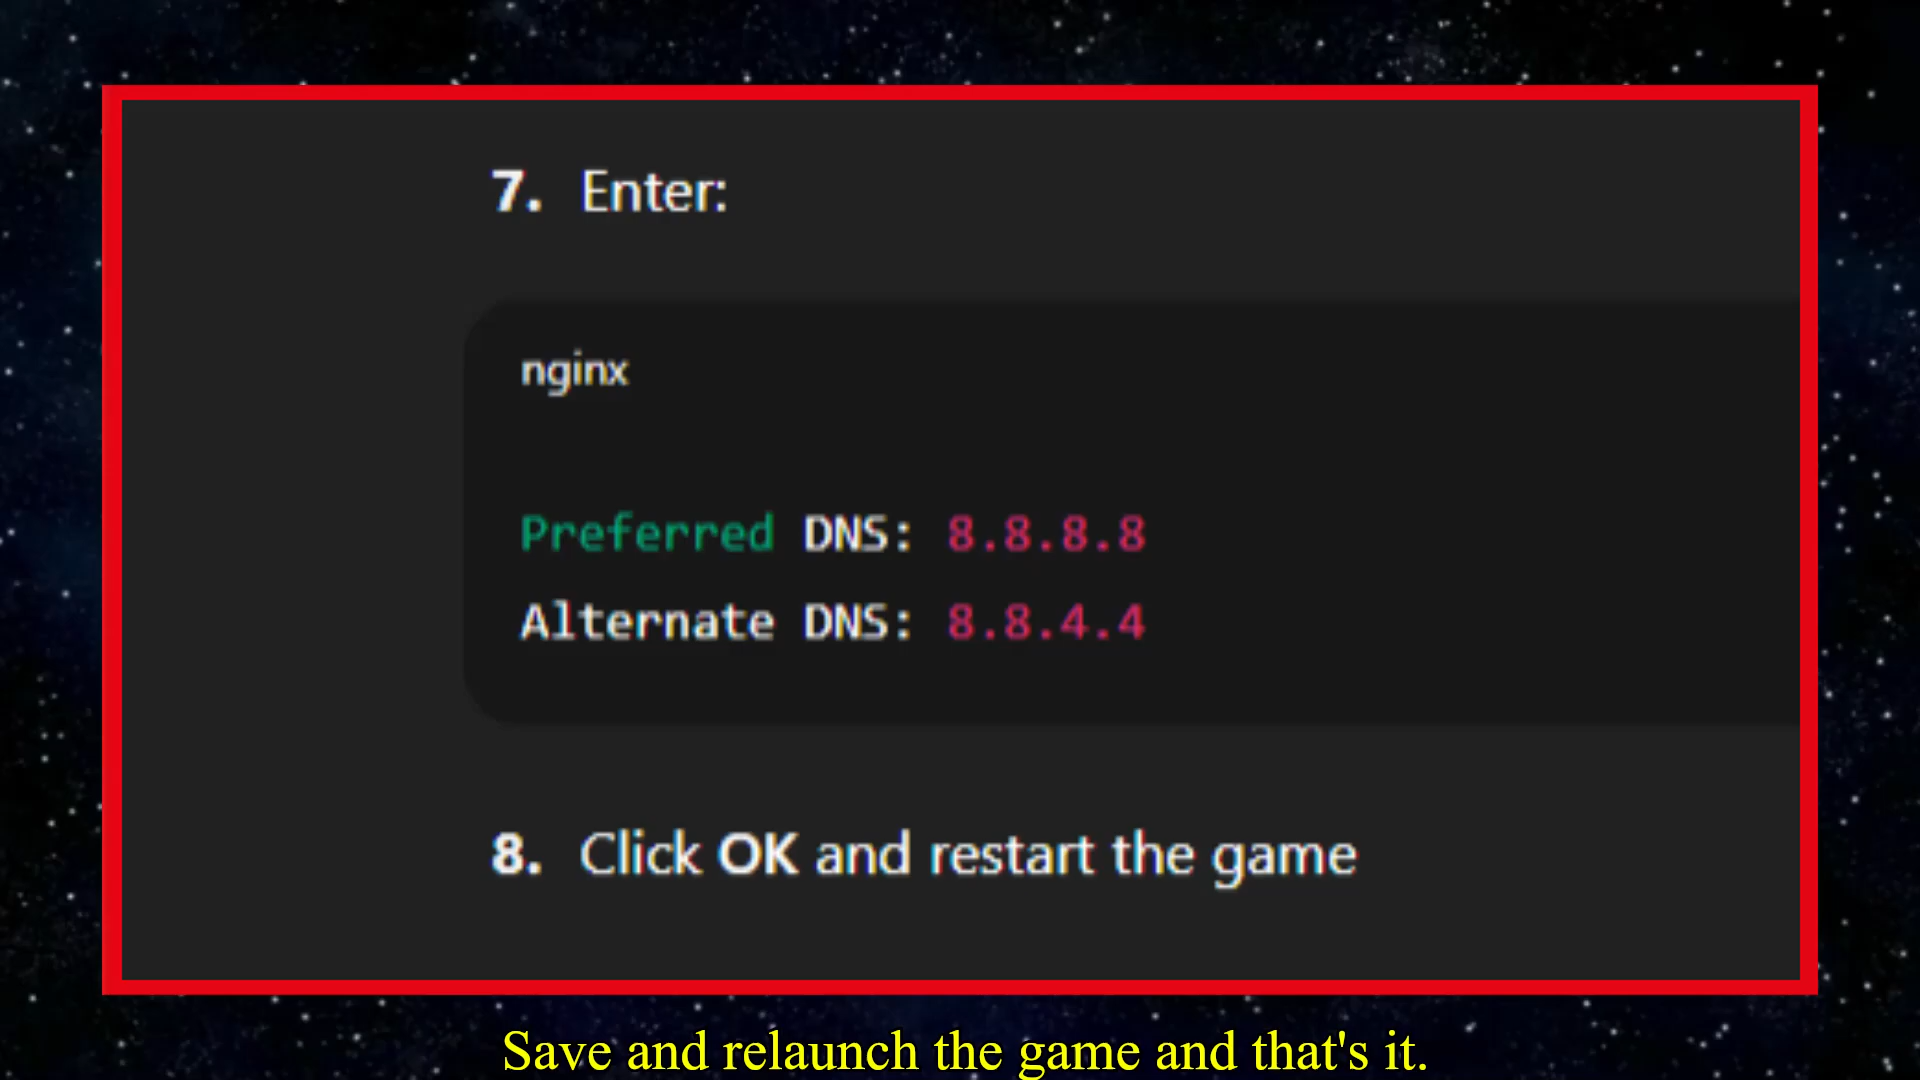 7. Enter:
nginx
Preferred DNS: 8.8.8.8
Alternate DNS: 8.8.4.4
8. Click OK and restart the game
Save and relaunch the game and that's it.